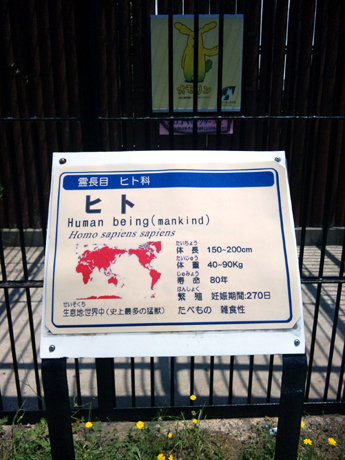 カモリン
霊長目 ヒト科
ヒト
Human being(mankind)
Homo sapiens sapiens
たいちょう
体長 150~200cm
たいじゅう
体重 40~90Kg
じゅみょう
寿命 80年
はんしょく
繁殖 妊娠期間:270日
せいそくち
生息地:世界中(史上最多の猛獣)
たべもの 雑食性